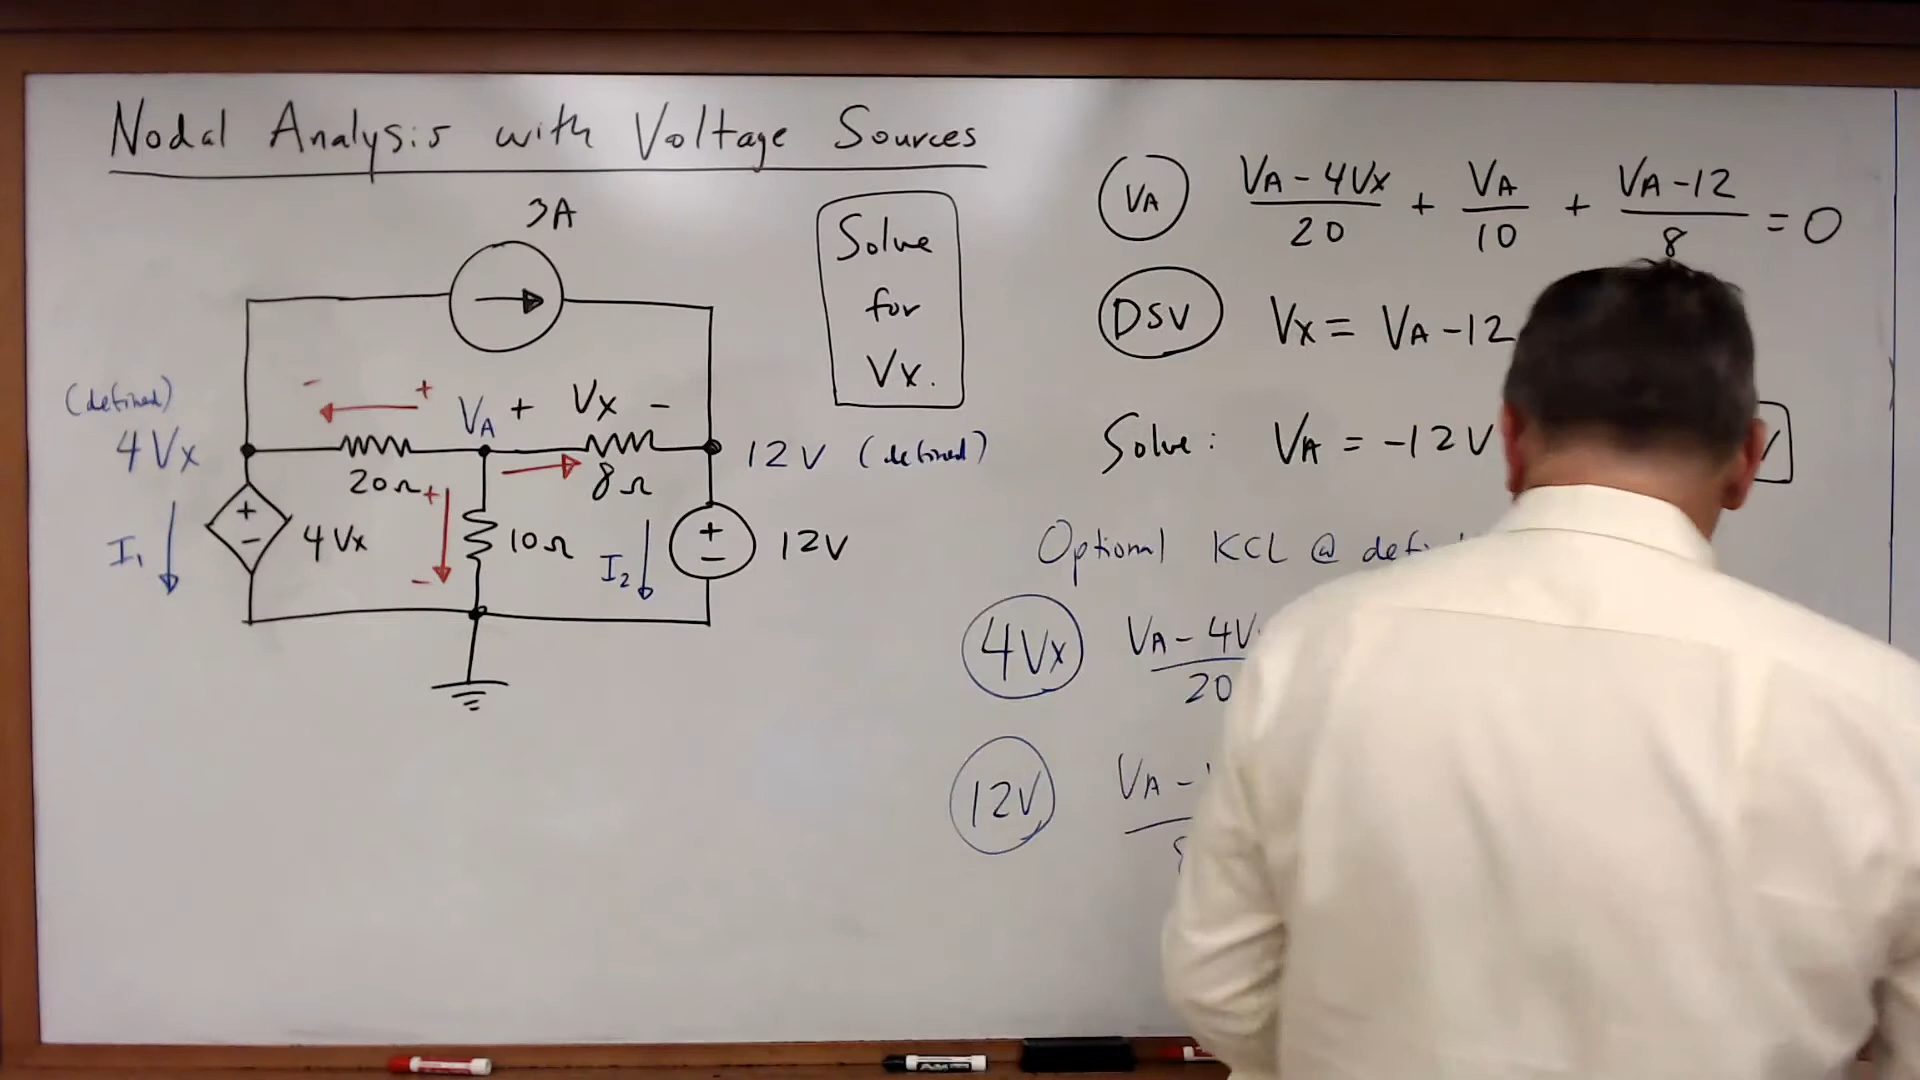 Nodal Analysis with Voltage Sources
3A
Solve
for
Vx.
(defined)
4Vx
- +
VA
+ Vx -
20Ω
8Ω
12V (defined)
I1
+
-
4Vx
+
-
10Ω
I2
+
-
12V
VA
VA - 4Vx
20
+
VA
10
+
VA - 12
8
= 0
DSV Vx = VA - 12
Solve: VA = -12V
Optional KCL @
4Vx
VA - 4V
20
12V
VA -